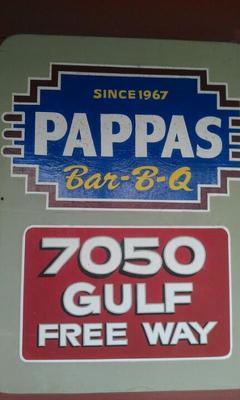 SINCE 1967
PAPPAS
Bar-B-Q
7050
GULF
FREE WAY